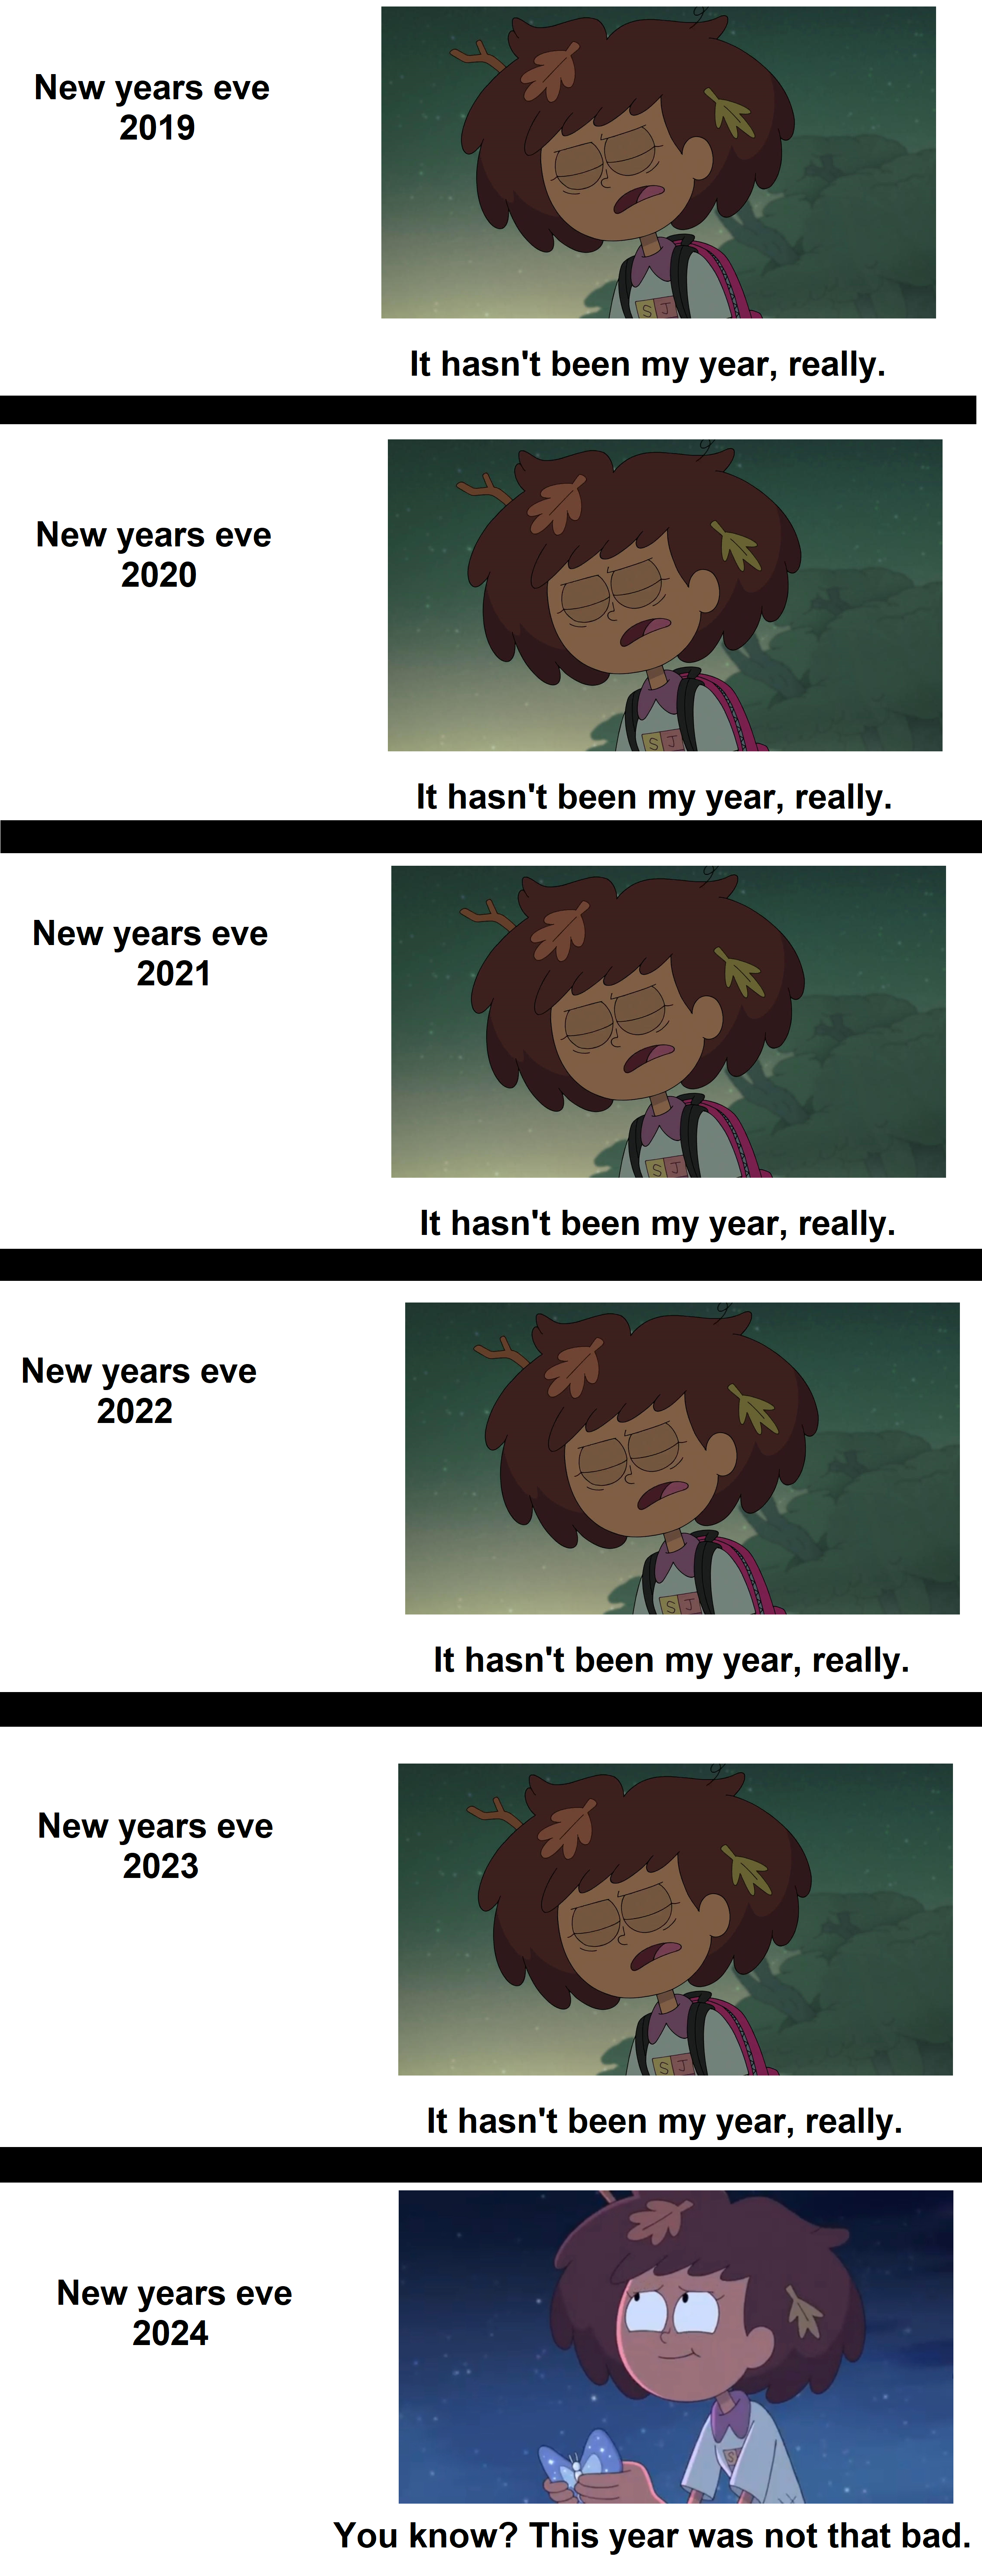 New years eve
2019
S J
It hasn't been my year, really.
New years eve
2020
S J
It hasn't been my year, really.
New years eve
2021
S J
It hasn't been my year, really.
New years eve
2022
S J
It hasn't been my year, really.
New years eve
2023
S J
It hasn't been my year, really.
New years eve
2024
S
You know? This year was not that bad.